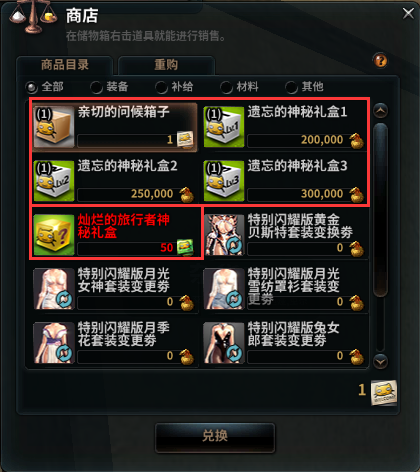 商店
在储物箱右击道具就能进行销售。
商品目录 重购
全部 装备 补给 材料 其他
(1) 亲切的问候箱子 (1) 遗忘的神秘礼盒1
1 Lv.1 200,000
(1) 遗忘的神秘礼盒2 (1) 遗忘的神秘礼盒3
Lv2 250,000 Lv3 300,000
灿烂的旅行者神 特别闪耀版黄金
秘礼盒 贝斯特套装变换券
50 0
特别闪耀版月光 特别闪耀版月光
女神套装变更券 雪纺罩衫套装变
更券
0 0
特别闪耀版月季 特别闪耀版兔女
花套装变更券 郎套装变更券
0 0
1
兑换